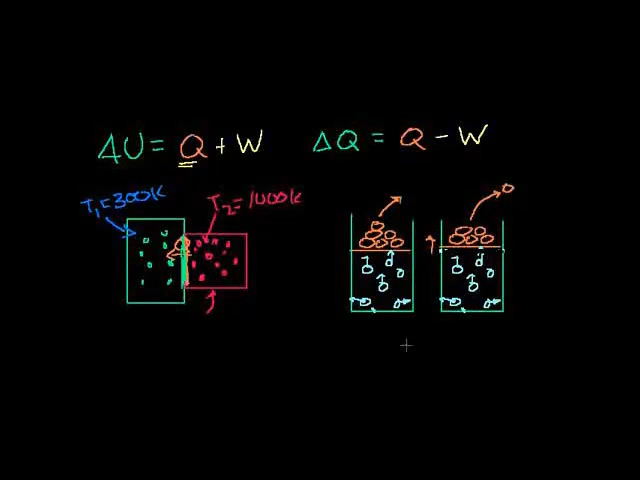 ΔU = Q + W
ΔQ = Q − W
T₁=300K
T₂=1000K
Q